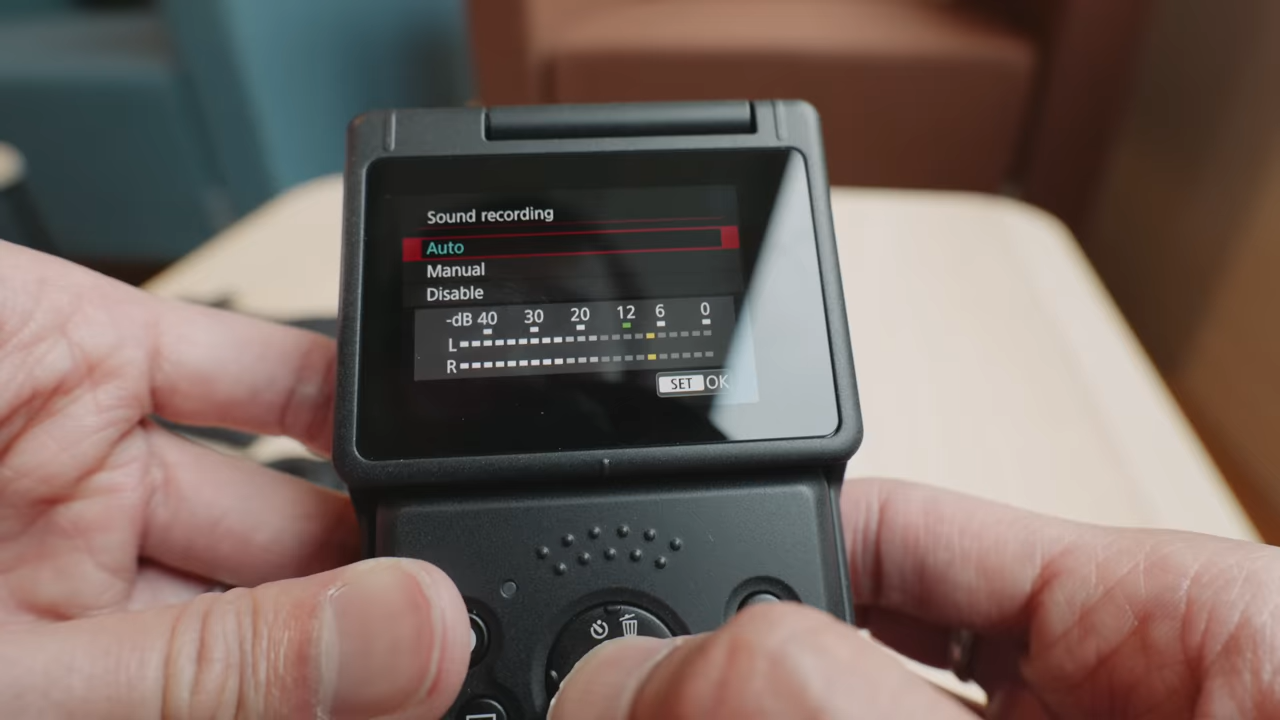 Sound recording
Auto
Manual
Disable
-dB 40 30 20 12 6 0
L
R
SET OK